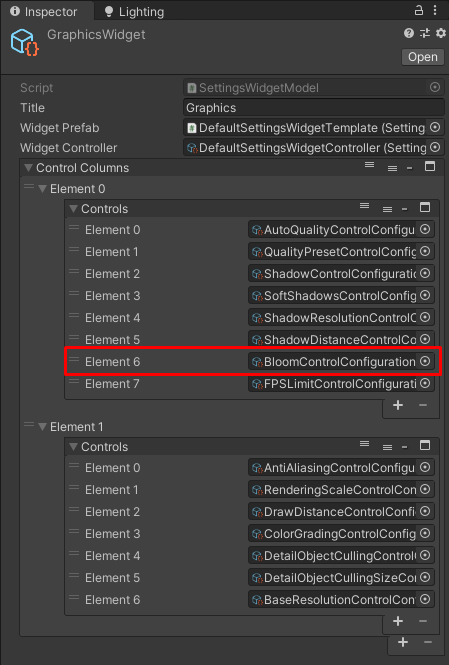 Inspector
Lighting
GraphicsWidget
Open
Script SettingsWidgetModel
Title Graphics
Widget Prefab DefaultSettingsWidgetTemplate (Setting
Widget Controller DefaultSettingsWidgetController (Setting
Control Columns
Element 0
Controls
Element 0 AutoQualityControlConfigu
Element 1 QualityPresetControlConfig
Element 2 ShadowControlConfiguratio
Element 3 SoftShadowsControlConfig
Element 4 ShadowResolutionControlC
Element 5 ShadowDistanceControlCo
Element 6 BloomControlConfiguration
Element 7 FPSLimitControlConfigurati
Element 1
Controls
Element 0 AntiAliasingControlConfigu
Element 1 RenderingScaleControlCon
Element 2 DrawDistanceControlConfi
Element 3 ColorGradingControlConfig
Element 4 DetailObjectCullingControl
Element 5 DetailObjectCullingSizeCo
Element 6 BaseResolutionControlCon